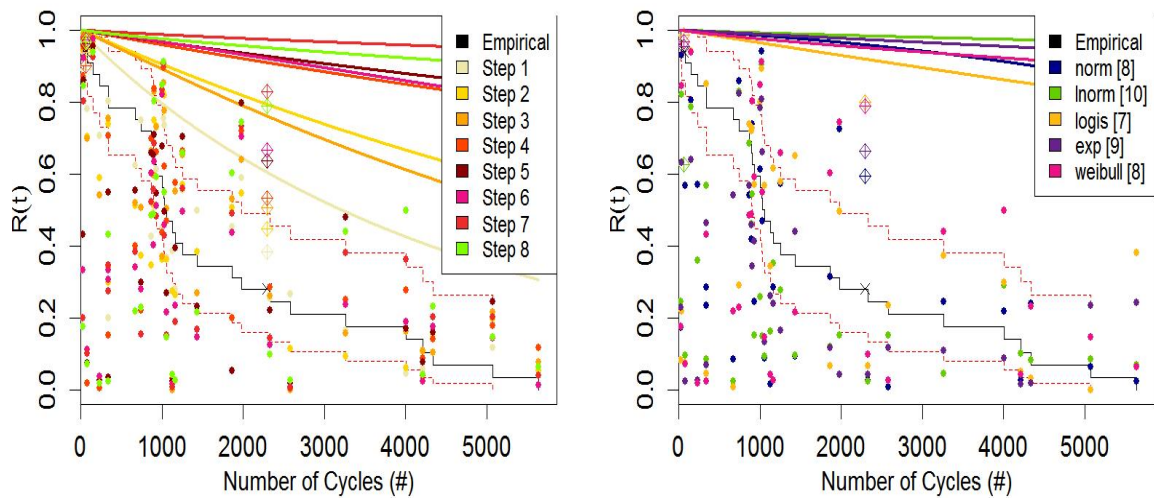 R(t)
1.0
0.8
0.6
0.4
0.2
0.0
0 1000 2000 3000 4000 5000
Number of Cycles (#)
Empirical
Step 1
Step 2
Step 3
Step 4
Step 5
Step 6
Step 7
Step 8
R(t)
1.0
0.8
0.6
0.4
0.2
0.0
0 1000 2000 3000 4000 5000
Number of Cycles (#)
Empirical
norm [8]
lnorm [10]
logis [7]
exp [9]
weibull [8]